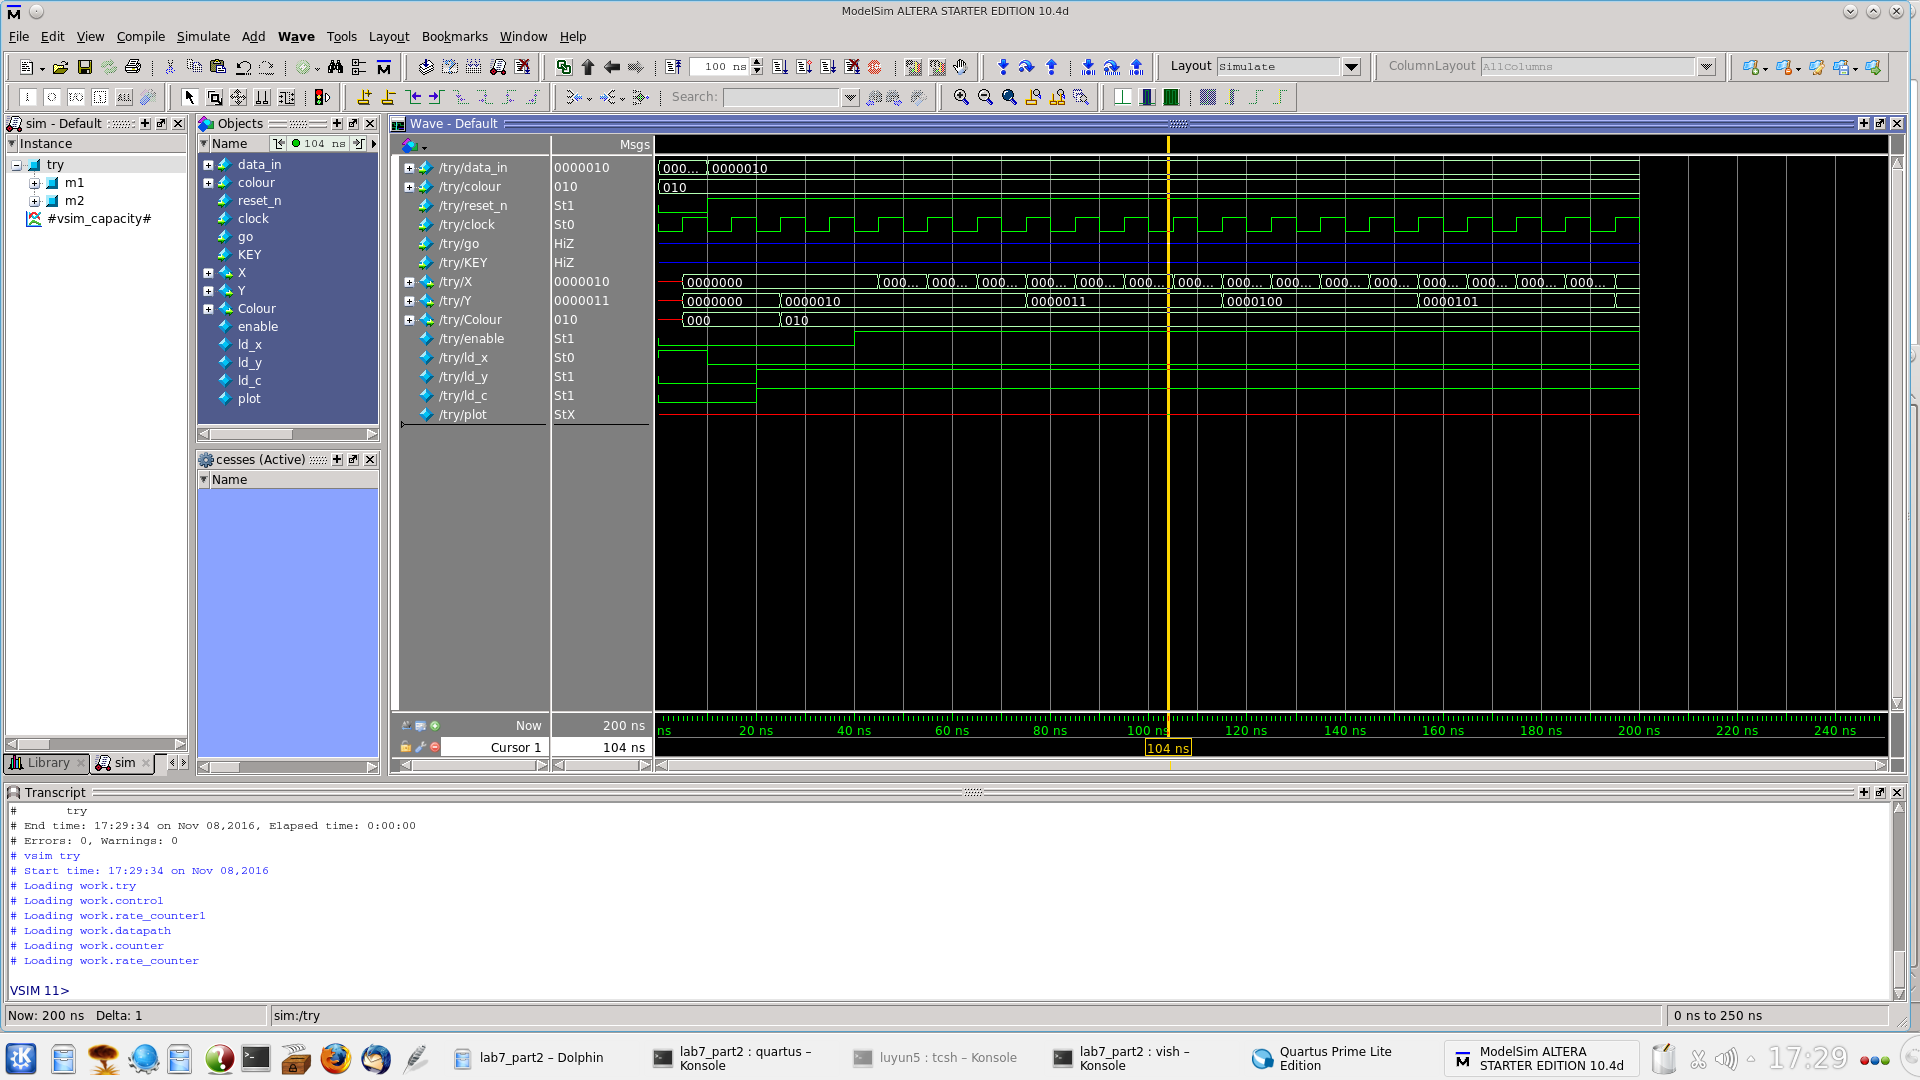 ModelSim ALTERA STARTER EDITION 10.4d
File Edit View Compile Simulate Add Wave Tools Layout Bookmarks Window Help
100 ns
Layout Simulate
ColumnLayout AllColumns
Search:
sim - Default
Instance
try
m1
m2
#vsim_capacity#
Library
sim
Objects
Name
104 ns
data_in
colour
reset_n
clock
go
KEY
X
Y
Colour
enable
ld_x
ld_y
ld_c
plot
cesses (Active)
Name
Wave - Default
Msgs
/try/data_in 0000010 000... 0000010
/try/colour 010 010
/try/reset_n St1
/try/clock St0
/try/go HiZ
/try/KEY HiZ
/try/X 0000010 0000000 000... 000... 000... 000... 000... 000... 000... 000... 000... 000... 000... 000... 000... 000... 000...
/try/Y 0000011 0000000 0000010 0000011 0000100 0000101
/try/Colour 010 000 010
/try/enable St1
/try/ld_x St0
/try/ld_y St1
/try/ld_c St1
/try/plot StX
Now 200 ns ns 20 ns 40 ns 60 ns 80 ns 100 ns 120 ns 140 ns 160 ns 180 ns 200 ns 220 ns 240 ns
Cursor 1 104 ns 104 ns
Transcript
# try
# End time: 17:29:34 on Nov 08,2016, Elapsed time: 0:00:00
# Errors: 0, Warnings: 0
# vsim try
# Start time: 17:29:34 on Nov 08,2016
# Loading work.try
# Loading work.control
# Loading work.rate_counter1
# Loading work.datapath
# Loading work.counter
# Loading work.rate_counter
VSIM 11>
Now: 200 ns Delta: 1 sim:/try 0 ns to 250 ns
lab7_part2 – Dolphin
lab7_part2 : quartus – Konsole
luyun5 : tcsh – Konsole
lab7_part2 : vish – Konsole
Quartus Prime Lite Edition
ModelSim ALTERA STARTER EDITION 10.4d
17:29